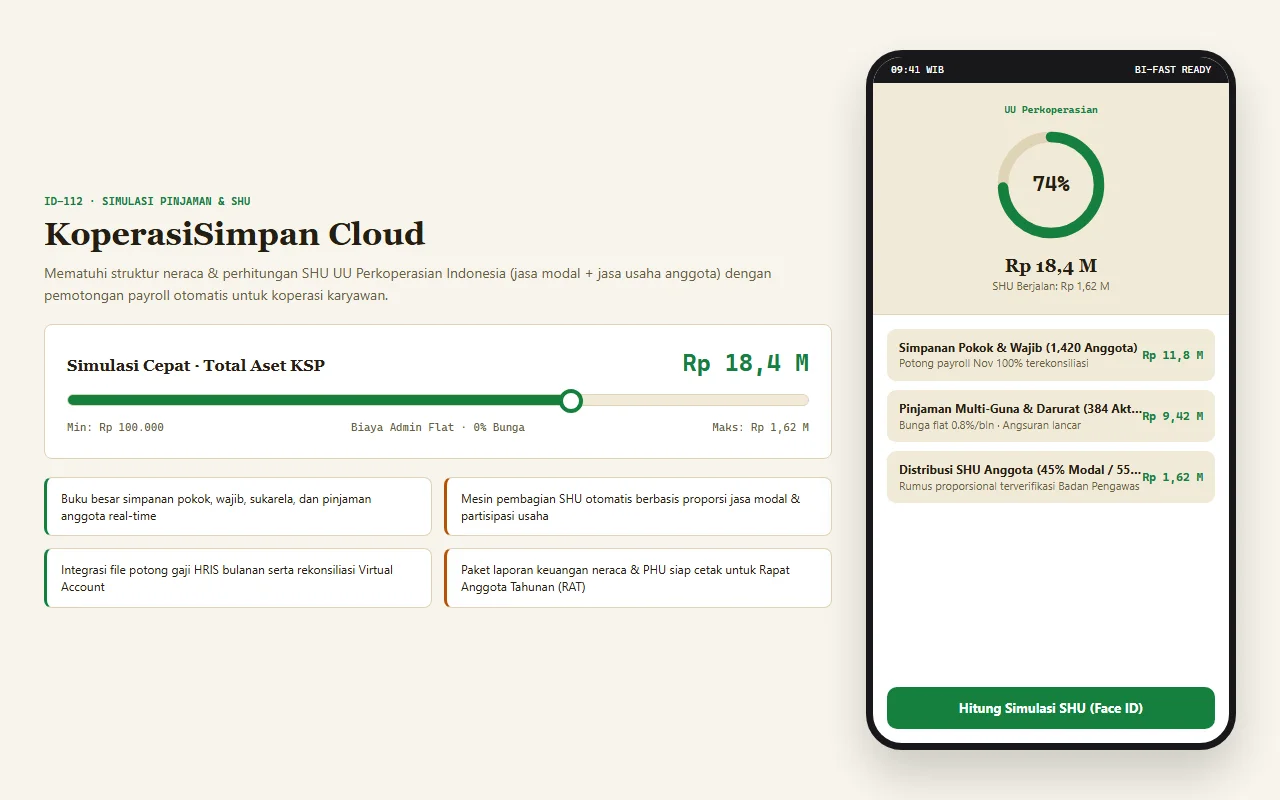 ID-112 · SIMULASI PINJAMAN & SHU
KoperasiSimpan Cloud
Mematuhi struktur neraca & perhitungan SHU UU Perkoperasian Indonesia (jasa modal + jasa usaha anggota) dengan
pemotongan payroll otomatis untuk koperasi karyawan.
Simulasi Cepat · Total Aset KSP
Rp 18,4 M
Min: Rp 100.000
Biaya Admin Flat · 0% Bunga
Maks: Rp 1,62 M
Buku besar simpanan pokok, wajib, sukarela, dan pinjaman
anggota real-time
Mesin pembagian SHU otomatis berbasis proporsi jasa modal &
partisipasi usaha
Integrasi file potong gaji HRIS bulanan serta rekonsiliasi Virtual
Account
Paket laporan keuangan neraca & PHU siap cetak untuk Rapat
Anggota Tahunan (RAT)
09:41 WIB
BI-FAST READY
UU Perkoperasian
74%
Rp 18,4 M
SHU Berjalan: Rp 1,62 M
Simpanan Pokok & Wajib (1,420 Anggota)
Potong payroll Nov 100% terekonsiliasi
Rp 11,8 M
Pinjaman Multi-Guna & Darurat (384 Akt...
Bunga flat 0.8%/bln · Angsuran lancar
Rp 9,42 M
Distribusi SHU Anggota (45% Modal / 55...
Rumus proporsional terverifikasi Badan Pengawas
Rp 1,62 M
Hitung Simulasi SHU (Face ID)